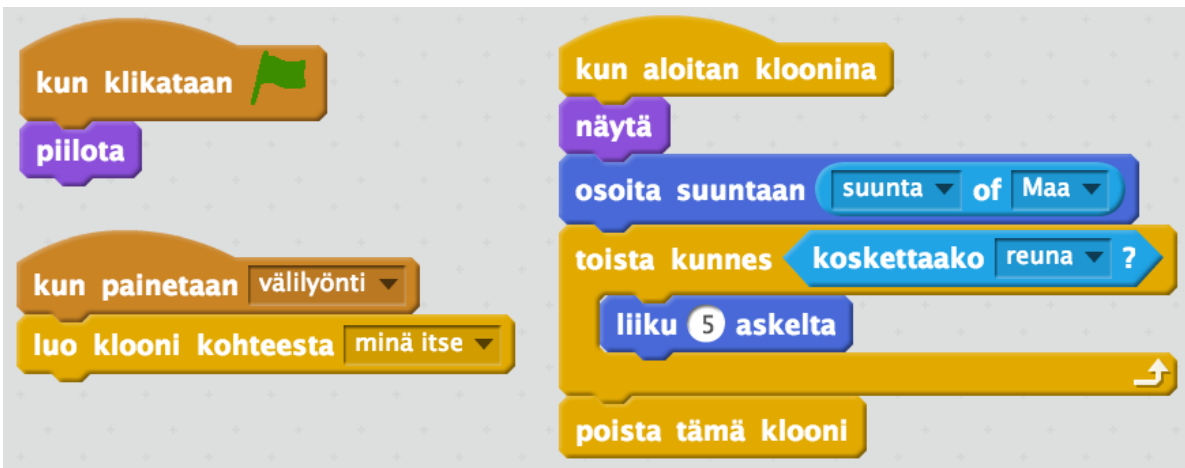 kun klikataan
piilota
kun painetaan välilyönti
luo klooni kohteesta minä itse
kun aloitan kloonina
näytä
osoita suuntaan suunta of Maa
toista kunnes koskettaako reuna ?
liiku 5 askelta
poista tämä klooni